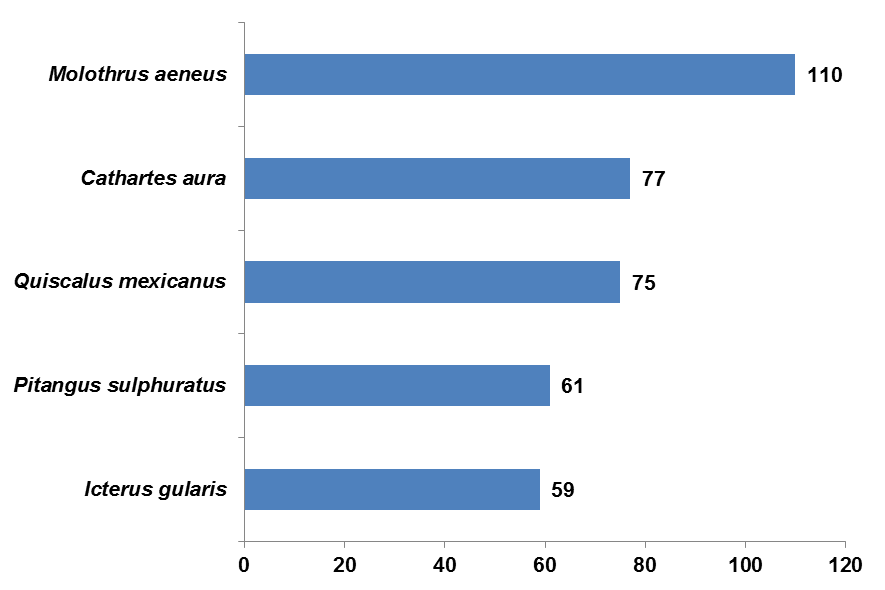 Molothrus aeneus
110
Cathartes aura
77
Quiscalus mexicanus
75
Pitangus sulphuratus
61
Icterus gularis
59
0 20 40 60 80 100 120